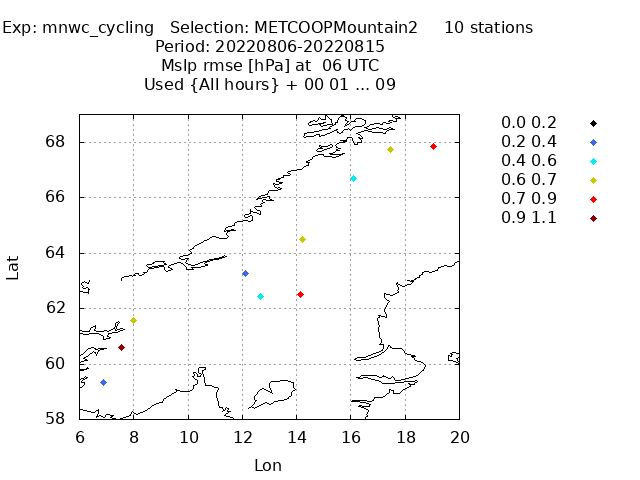 Exp: mnwc_cycling   Selection: METCOOPMountain2     10 stations
Period: 20220806-20220815
Mslp rmse [hPa] at  06 UTC
Used {All hours} + 00 01 ... 09
0.0 0.2
0.2 0.4
0.4 0.6
0.6 0.7
0.7 0.9
0.9 1.1
68
66
64
62
60
58
Lat
6 8 10 12 14 16 18 20
Lon